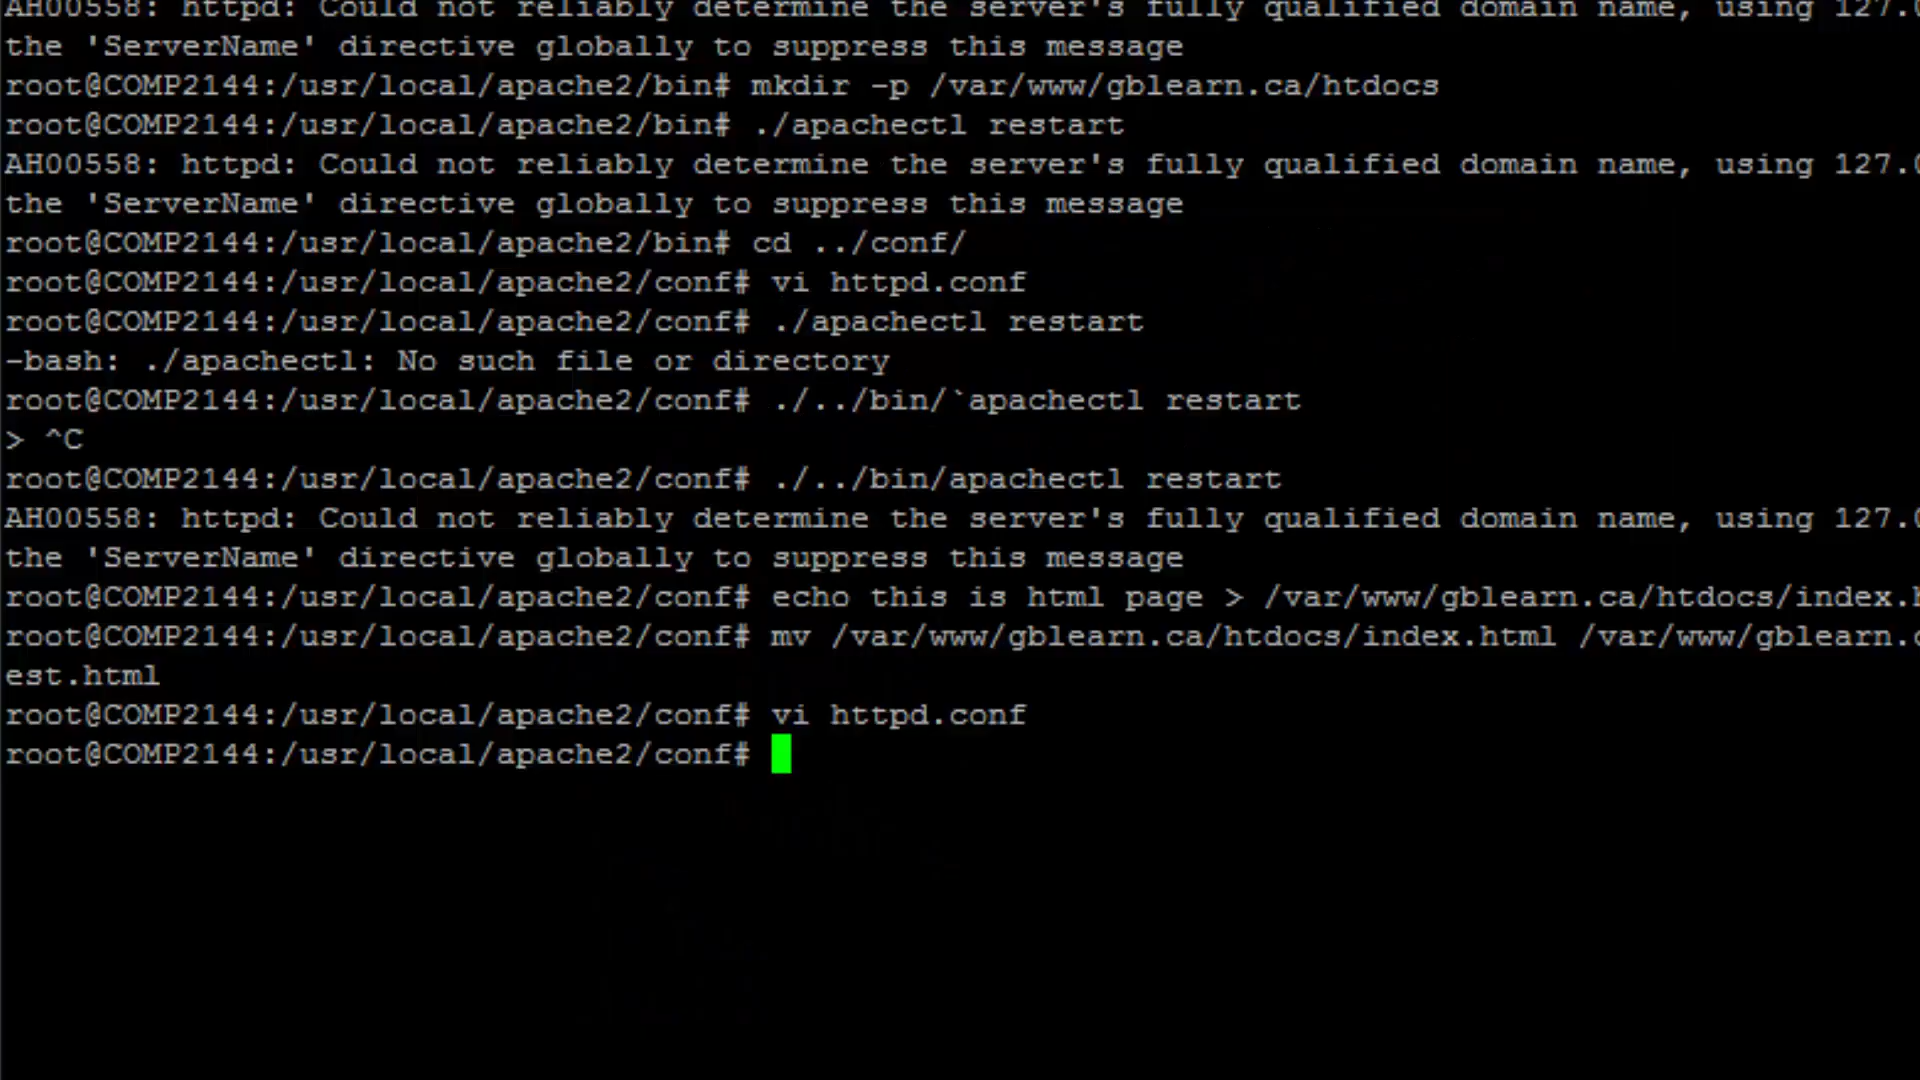 AH00558: httpd: Could not reliably determine the server's fully qualified domain name, using 127.0
the 'ServerName' directive globally to suppress this message
root@COMP2144:/usr/local/apache2/bin# mkdir -p /var/www/gblearn.ca/htdocs
root@COMP2144:/usr/local/apache2/bin# ./apachectl restart
AH00558: httpd: Could not reliably determine the server's fully qualified domain name, using 127.0
the 'ServerName' directive globally to suppress this message
root@COMP2144:/usr/local/apache2/bin# cd ../conf/
root@COMP2144:/usr/local/apache2/conf# vi httpd.conf
root@COMP2144:/usr/local/apache2/conf# ./apachectl restart
-bash: ./apachectl: No such file or directory
root@COMP2144:/usr/local/apache2/conf# ./../bin/`apachectl restart
> ^C
root@COMP2144:/usr/local/apache2/conf# ./../bin/apachectl restart
AH00558: httpd: Could not reliably determine the server's fully qualified domain name, using 127.0
the 'ServerName' directive globally to suppress this message
root@COMP2144:/usr/local/apache2/conf# echo this is html page > /var/www/gblearn.ca/htdocs/index.h
root@COMP2144:/usr/local/apache2/conf# mv /var/www/gblearn.ca/htdocs/index.html /var/www/gblearn.c
est.html
root@COMP2144:/usr/local/apache2/conf# vi httpd.conf
root@COMP2144:/usr/local/apache2/conf#